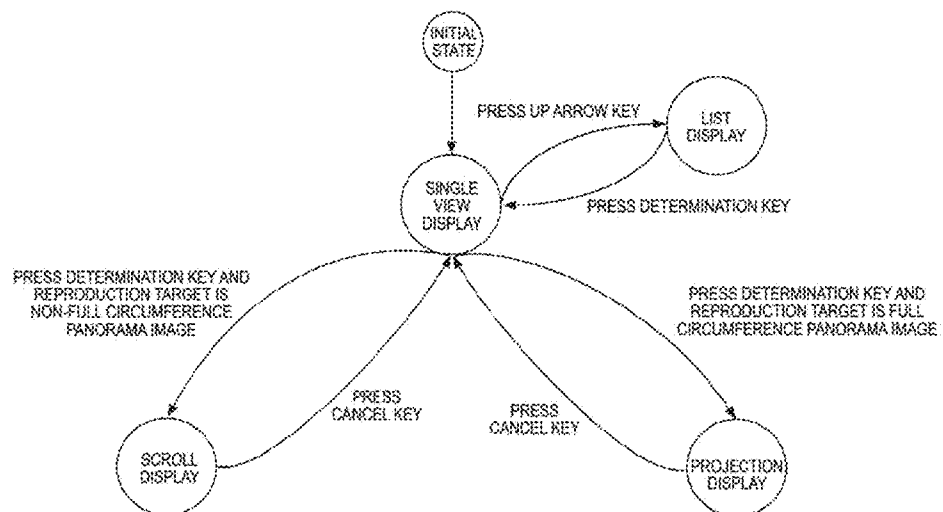 INITIAL
STATE
PRESS UP ARROW KEY
LIST
DISPLAY
SINGLE
VIEW
DISPLAY
PRESS DETERMINATION KEY
PRESS DETERMINATION KEY AND
REPRODUCTION TARGET IS
NON-FULL CIRCUMFERENCE
PANORAMA IMAGE
PRESS DETERMINATION KEY AND
REPRODUCTION TARGET IS FULL
CIRCUMFERENCE PANORAMA IMAGE
PRESS
CANCEL KEY
PRESS
CANCEL KEY
SCROLL
DISPLAY
PROJECTION
DISPLAY